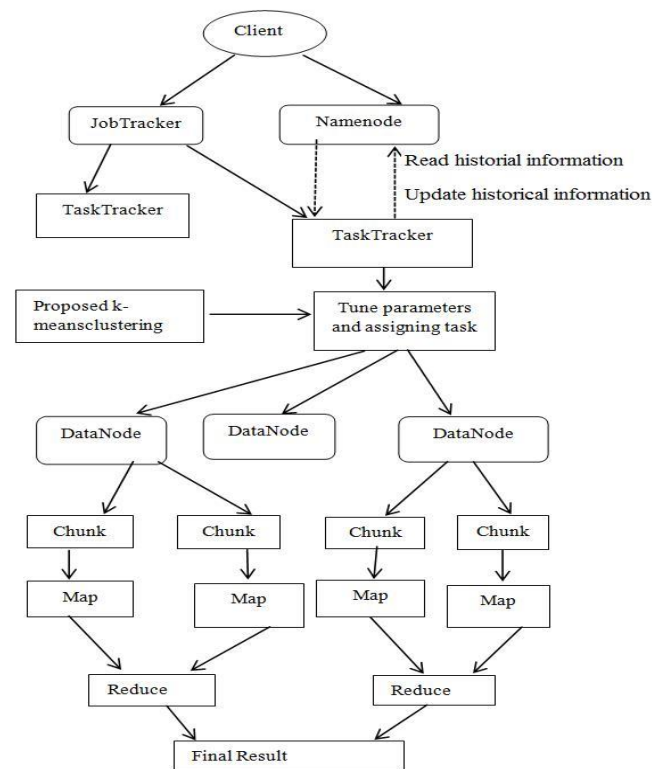 Client
JobTracker
Namenode
Read historial information
Update historical information
TaskTracker
TaskTracker
Proposed k-
meansclustering
Tune parameters
and assigning task
DataNode
DataNode
DataNode
Chunk
Chunk
Chunk
Chunk
Map
Map
Map
Map
Reduce
Reduce
Final Result